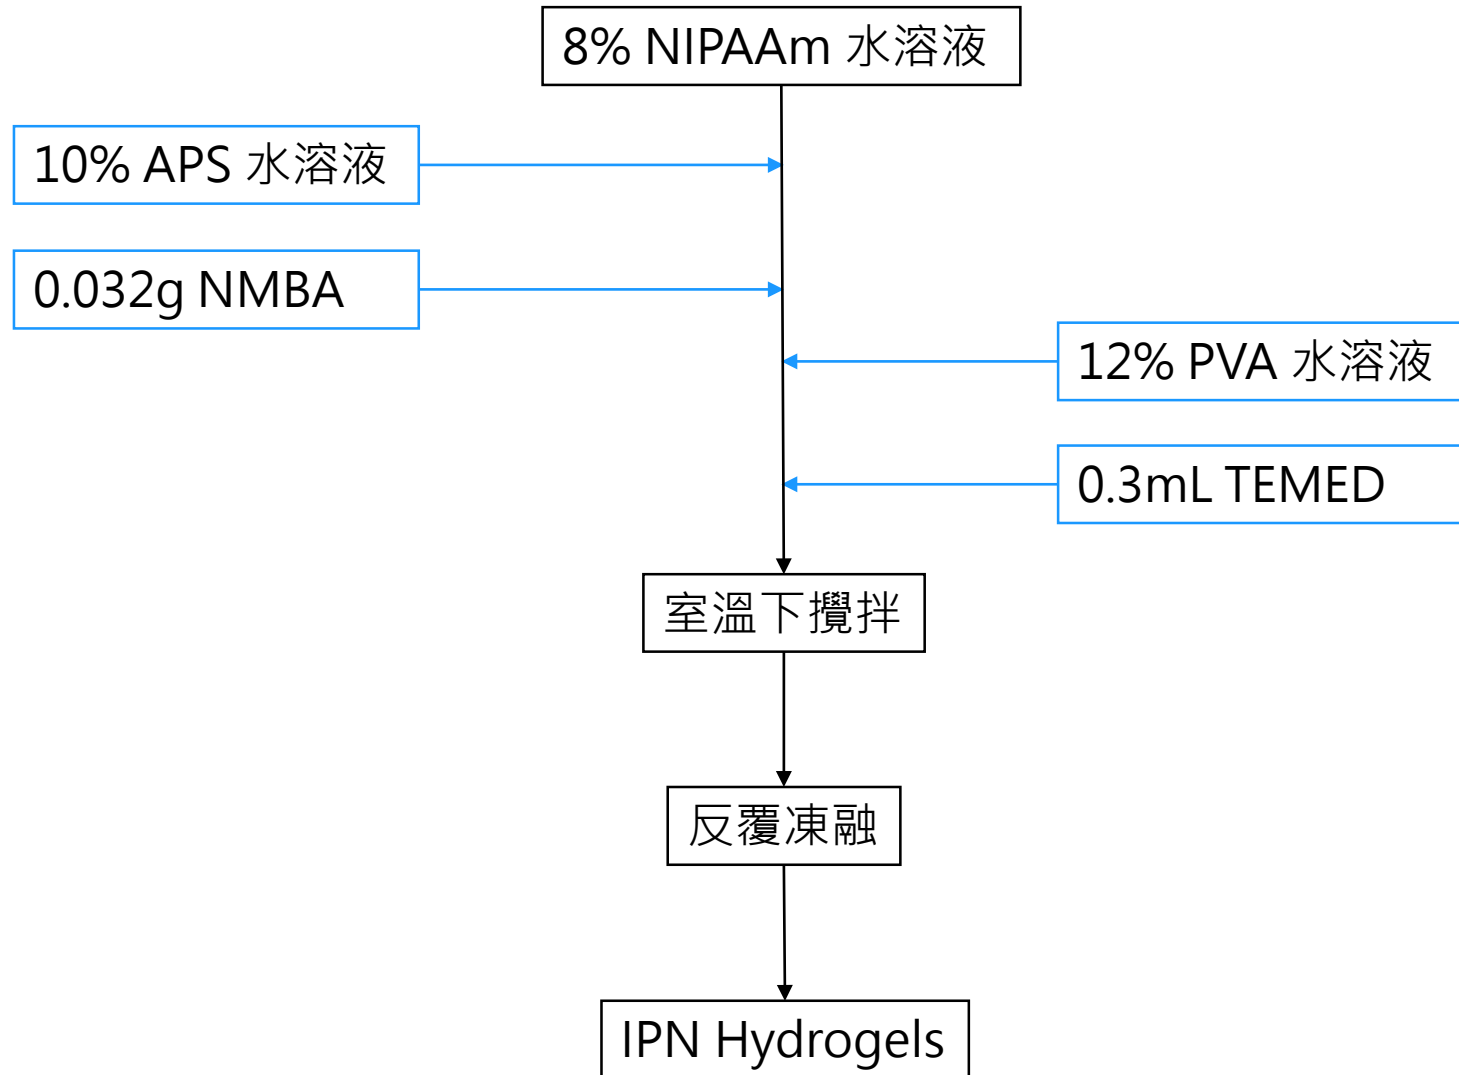 8% NIPAAm 水溶液
10% APS 水溶液
0.032g NMBA
12% PVA 水溶液
0.3mL TEMED
室溫下攪拌
反覆凍融
IPN Hydrogels